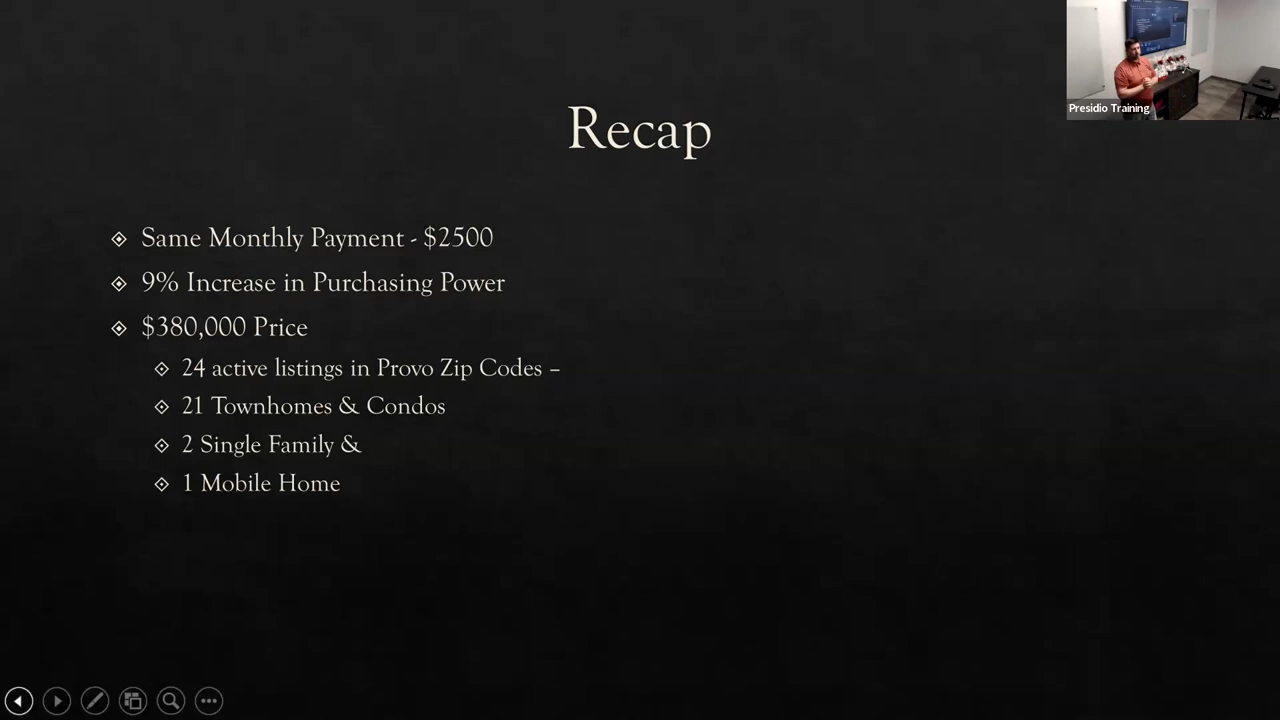 Presidio Training
Recap
Same Monthly Payment - $2500
9% Increase in Purchasing Power
$380,000 Price
24 active listings in Provo Zip Codes –
21 Townhomes & Condos
2 Single Family &
1 Mobile Home